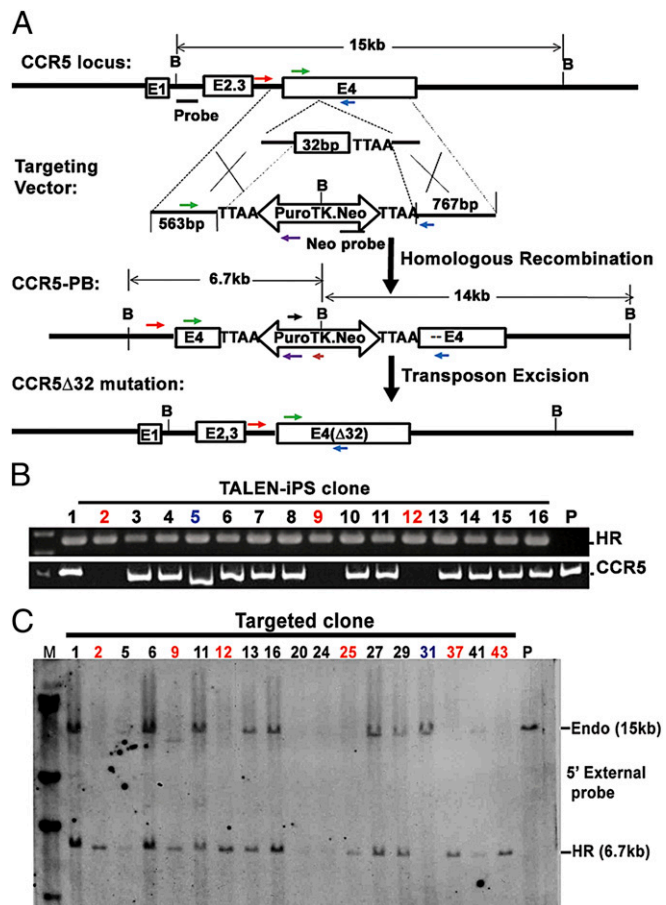 A
15kb
CCR5 locus:
B
B
E1
E2.3
E4
Probe
32bp
TTAA
Targeting
Vector:
B
563bp
TTAA
PuroTK.Neo
TTAA
767bp
Neo probe
Homologous Recombination
CCR5-PB:
6.7kb
14kb
B
B
B
E4
TTAA
PuroTK.Neo
TTAA
--E4
Transposon Excision
CCR5Δ32 mutation:
B
B
E1
E2,3
E4(Δ32)
B
TALEN-iPS clone
1 2 3 4 5 6 7 8 9 10 11 12 13 14 15 16 P
HR
CCR5
C
Targeted clone
M 1 2 5 6 9 11 12 13 16 20 24 25 27 29 31 37 41 43 P
Endo (15kb)
5' External
probe
HR (6.7kb)